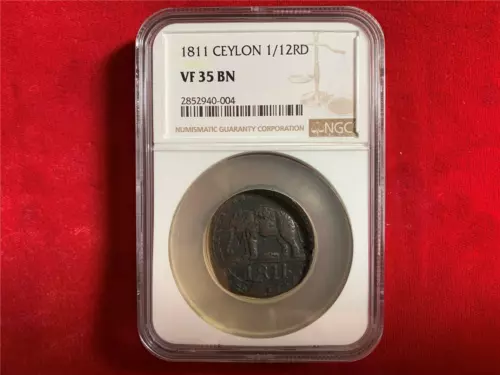 1811 CEYLON 1/12RD
VF 35 BN
2852940-004
NUMISMATIC GUARANTY CORPORATION
NGC
1811